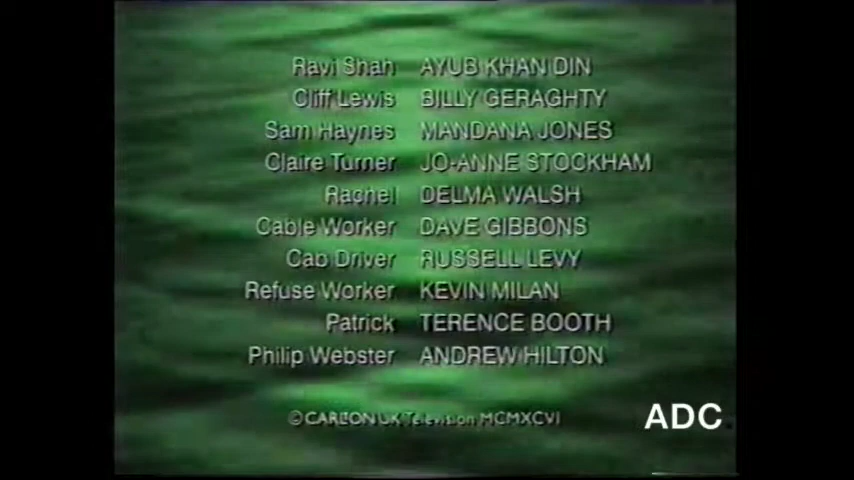 Ravi Shah AYUB KHAN DIN
Cliff Lewis BILLY GERAGHTY
Sam Haynes MANDANA JONES
Claire Turner JO-ANNE STOCKHAM
Rachel DELMA WALSH
Cable Worker DAVE GIBBONS
Cab Driver RUSSELL LEVY
Refuse Worker KEVIN MILAN
Patrick TERENCE BOOTH
Philip Webster ANDREW HILTON
© CARLTON UK Television MCMXCVI
ADC.